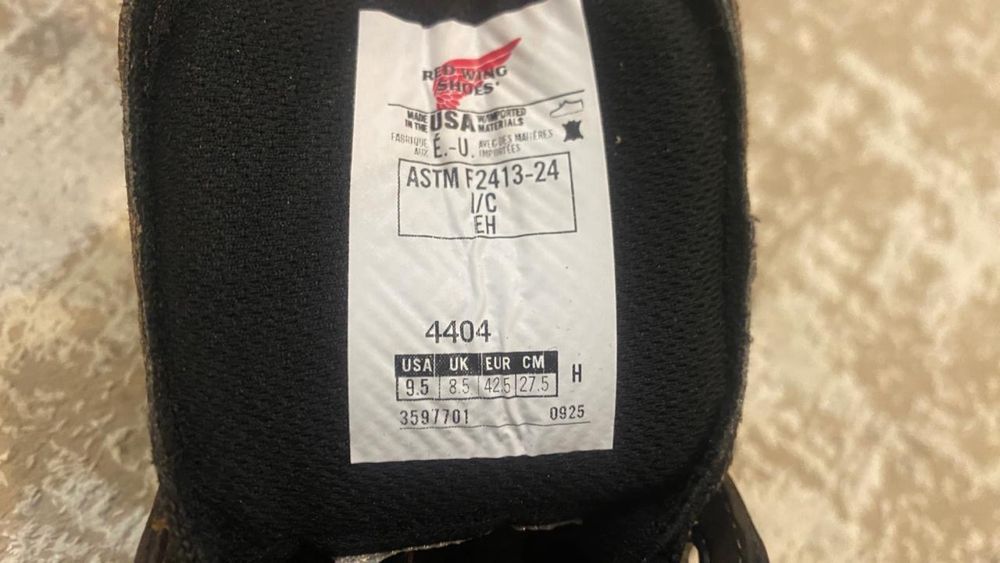 RED WING
SHOES
MADE IN THE USA W/IMPORTED MATERIALS
FABRIQUÉ AUX É.-U. AVEC DES MATIÈRES IMPORTÉES
ASTM F2413-24
I/C
EH
4404
USA UK EUR CM
9.5 8.5 42.5 27.5 H
3597701 0925